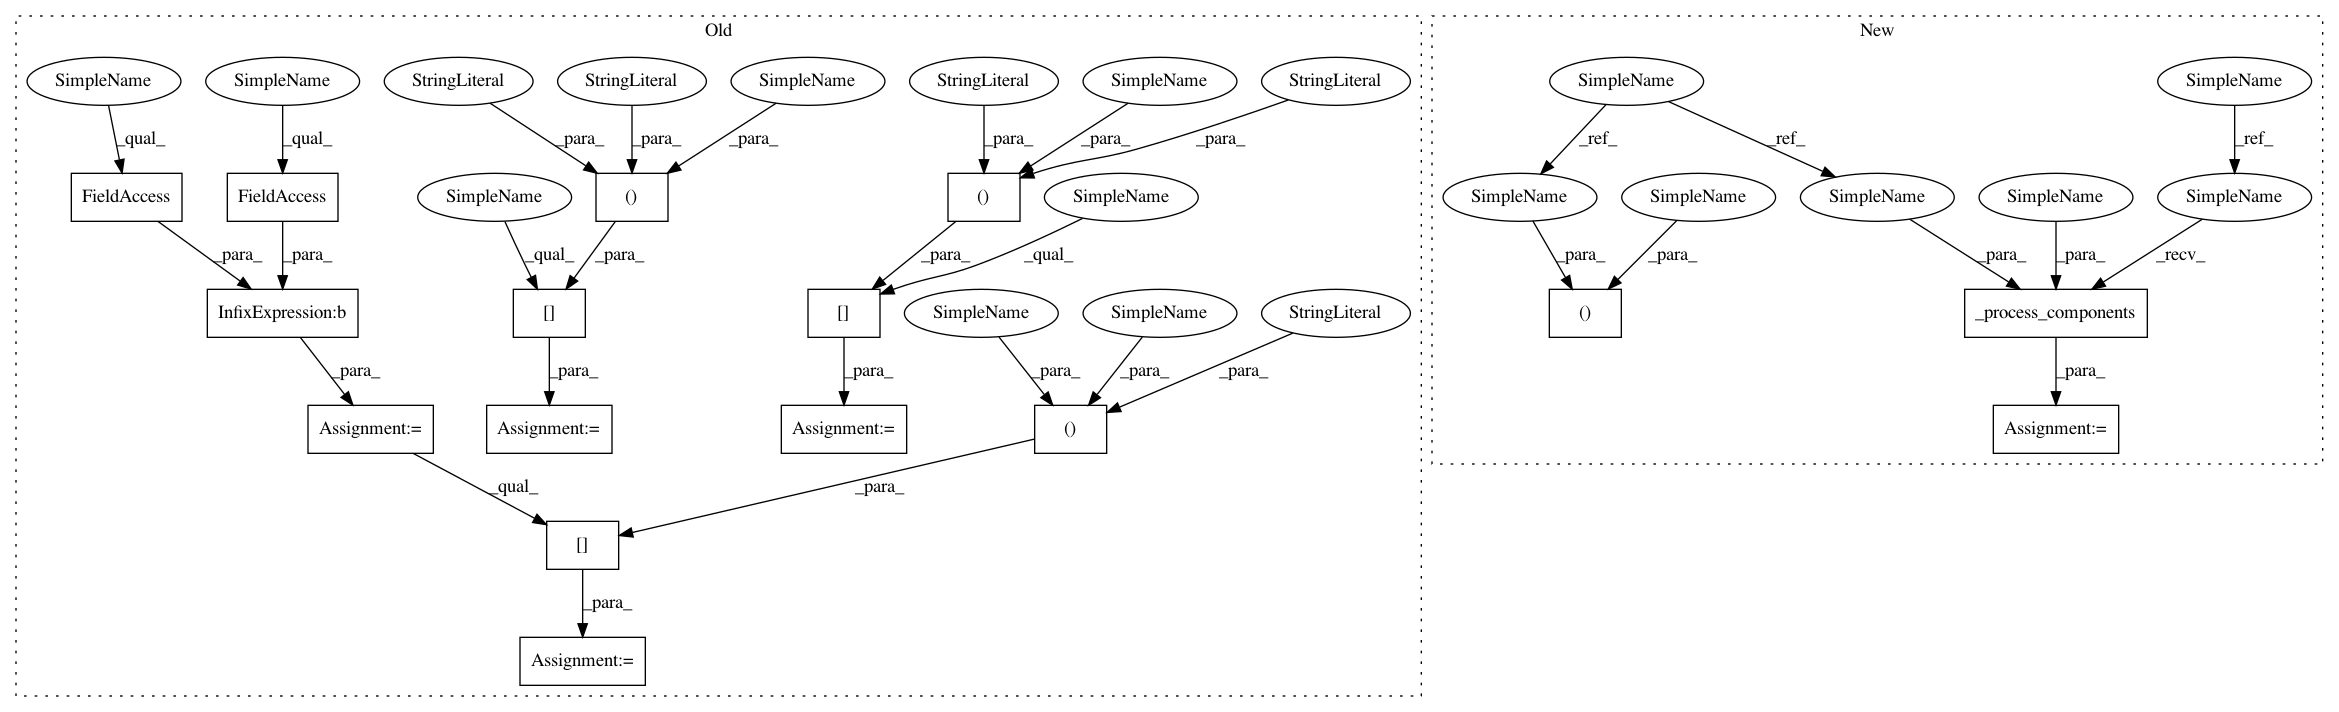 Old
New
SimpleName
SimpleName
StringLiteral
StringLiteral
SimpleName
StringLiteral
SimpleName
StringLiteral
SimpleName
SimpleName
_qual_
_qual_
_para_
_para_
_para_
_para_
_para_
_para_
_ref_
_ref_
_ref_
FieldAccess
FieldAccess
SimpleName
()
()
SimpleName
SimpleName
SimpleName
SimpleName
SimpleName
SimpleName
_para_
_para_
_qual_
_para_
_para_
_qual_
_para_
_para_
_para_
_para_
_recv_
InfixExpression:b
[]
[]
SimpleName
SimpleName
StringLiteral
()
_process_components
_para_
_para_
_para_
_para_
_para_
_para_
_para_
Assignment:=
Assignment:=
Assignment:=
()
Assignment:=
_qual_
_para_
[]
_para_
Assignment:=